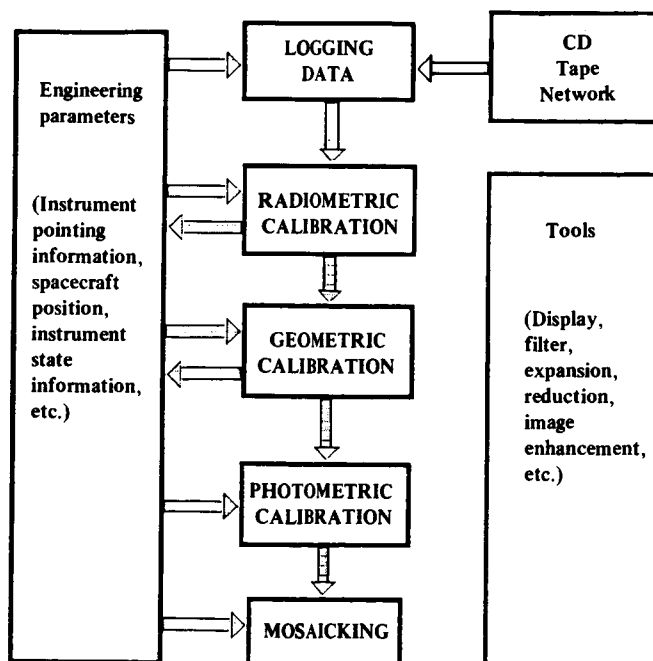 LOGGING
DATA
CD
Tape
Network
Engineering
parameters
(Instrument
pointing
information,
spacecraft
position,
instrument
state
information,
etc.)
RADIOMETRIC
CALIBRATION
GEOMETRIC
CALIBRATION
PHOTOMETRIC
CALIBRATION
MOSAICKING
Tools
(Display,
filter,
expansion,
reduction,
image
enhancement,
etc.)